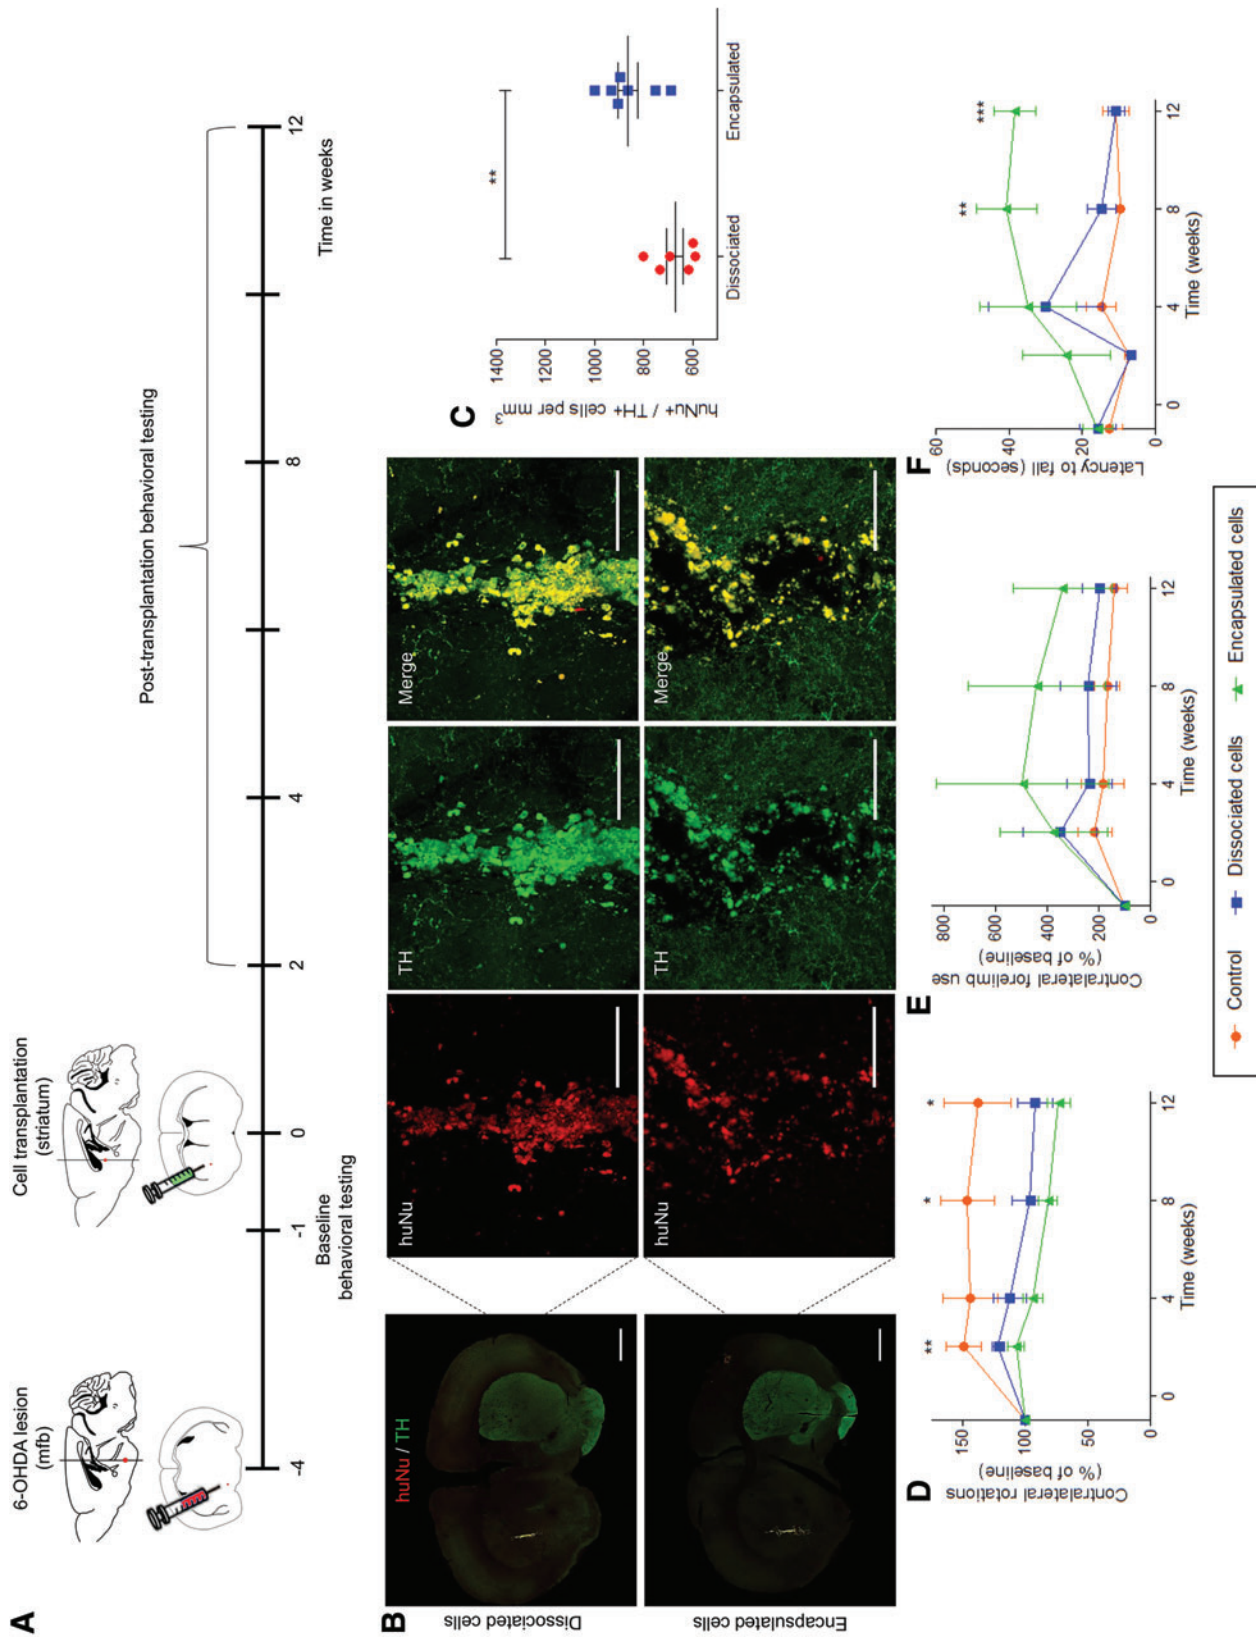 A
6-OHDA lesion
(mfb)
Cell transplantation
(striatum)
Post-transplantation behavioral testing
-4
-1
0
2
4
8
12
Baseline
behavioral testing
Time in weeks
B
Dissociated cells
huNu / TH
huNu
TH
Merge
Encapsulated cells
huNu
TH
Merge
C
huNu+ / TH+ cells per mm3
1400
1200
1000
800
600
**
Dissociated
Encapsulated
D
Contralateral rotations
(% of baseline)
150
100
50
0
**
*
*
0
4
8
12
Time (weeks)
E
Contralateral forelimb use
(% of baseline)
800
600
400
200
0
0
4
8
12
Time (weeks)
F
Latency to fall (seconds)
60
40
20
0
**
***
0
4
8
12
Time (weeks)
Control
Dissociated cells
Encapsulated cells